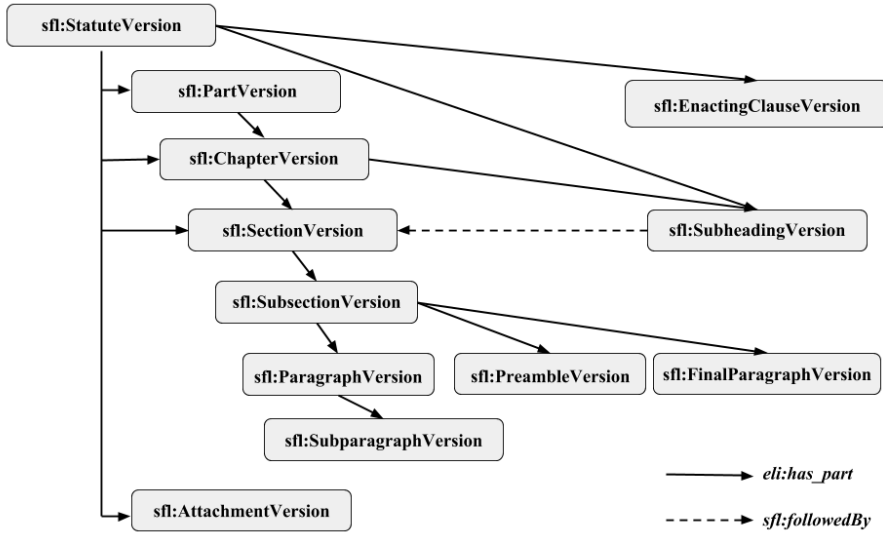 sfl:StatuteVersion
sfl:PartVersion
sfl:EnactingClauseVersion
sfl:ChapterVersion
sfl:SectionVersion
sfl:SubheadingVersion
sfl:SubsectionVersion
sfl:ParagraphVersion
sfl:PreambleVersion
sfl:FinalParagraphVersion
sfl:SubparagraphVersion
eli:has_part
sfl:AttachmentVersion
sfl:followedBy